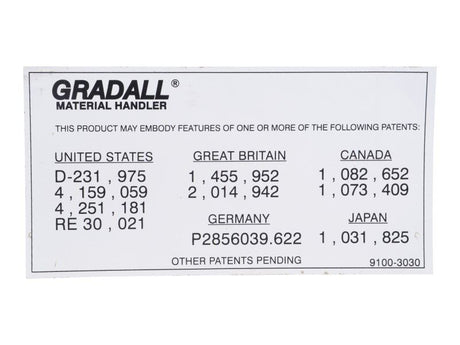 GRADALL®
MATERIAL HANDLER
THIS PRODUCT MAY EMBODY FEATURES OF ONE OR MORE OF THE FOLLOWING PATENTS:
UNITED STATES
D-231 , 975
4 , 159 , 059
4 , 251 , 181
RE 30 , 021
GREAT BRITAIN
1 , 455 , 952
2 , 014 , 942
GERMANY
P2856039.622
CANADA
1 , 082 , 652
1 , 073 , 409
JAPAN
1 , 031 , 825
OTHER PATENTS PENDING
9100-3030